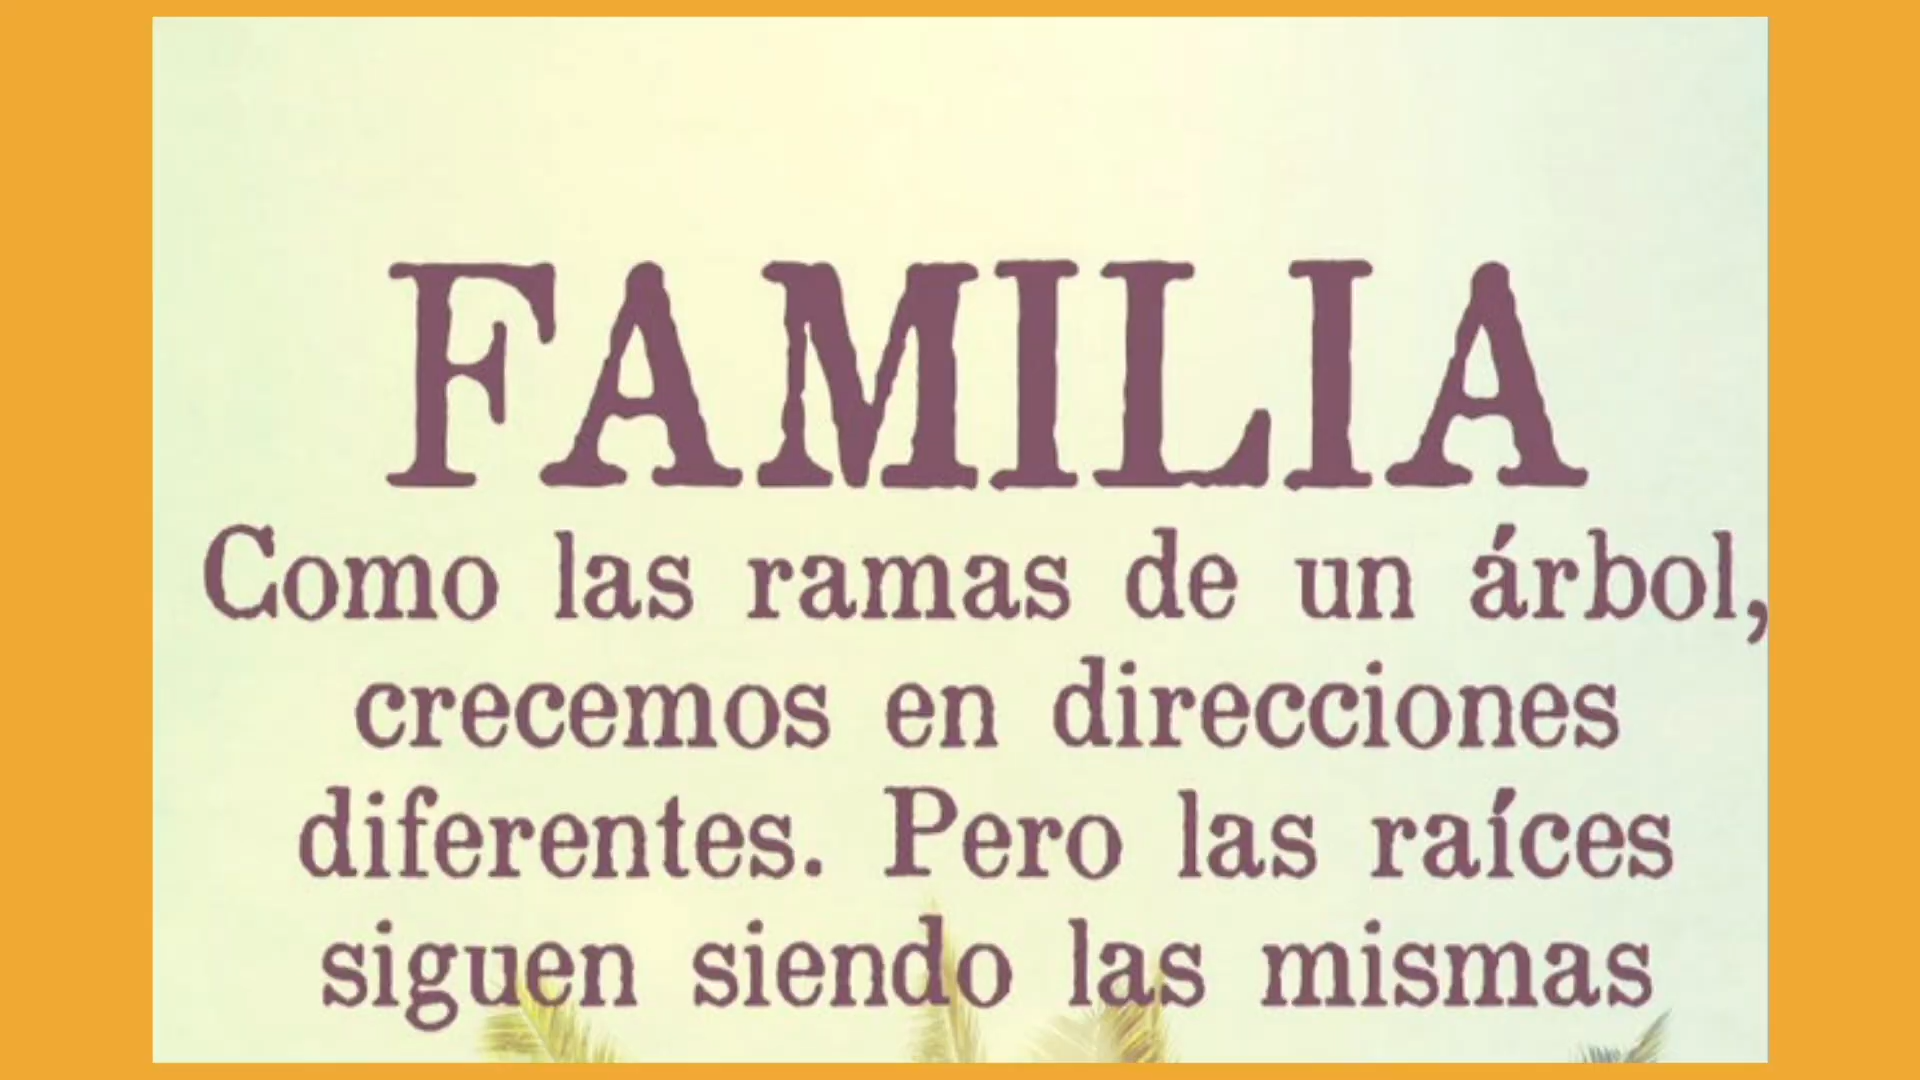 FAMILIA
Como las ramas de un árbol,
crecemos en direcciones
diferentes. Pero las raíces
siguen siendo las mismas